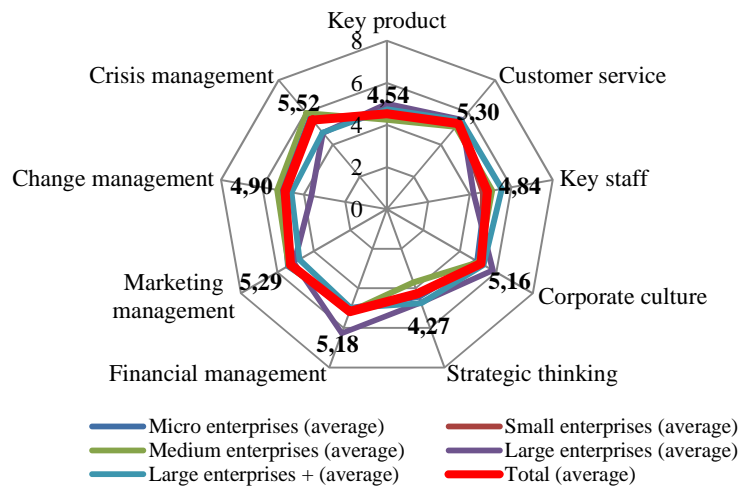 Key product
8
Crisis management
Customer service
6
5,52
4,54
5,30
4
Change management
4,90
2
4,84
Key staff
0
Marketing
management
5,29
5,16
Corporate culture
5,18
4,27
Financial management
Strategic thinking
Micro enterprises (average)
Small enterprises (average)
Medium enterprises (average)
Large enterprises (average)
Large enterprises + (average)
Total (average)